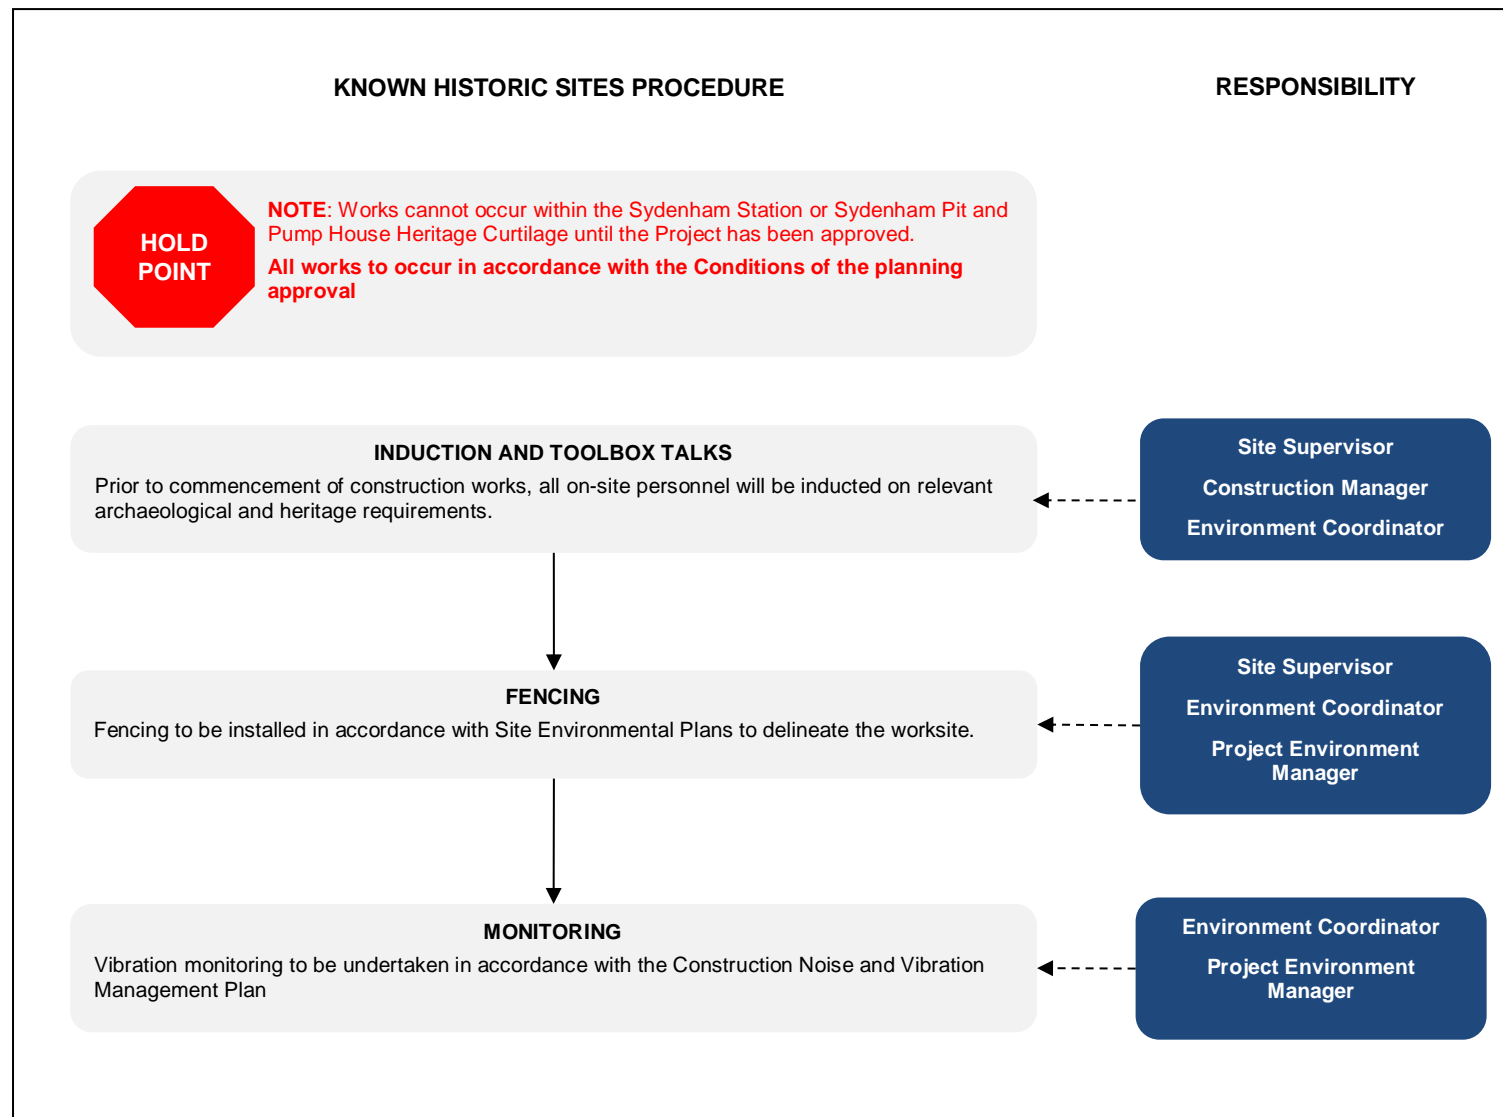 KNOWN HISTORIC SITES PROCEDURE
RESPONSIBILITY
HOLD
POINT
NOTE: Works cannot occur within the Sydenham Station or Sydenham Pit and
Pump House Heritage Curtilage until the Project has been approved.
All works to occur in accordance with the Conditions of the planning
approval
INDUCTION AND TOOLBOX TALKS
Prior to commencement of construction works, all on-site personnel will be inducted on relevant
archaeological and heritage requirements.
Site Supervisor
Construction Manager
Environment Coordinator
FENCING
Fencing to be installed in accordance with Site Environmental Plans to delineate the worksite.
Site Supervisor
Environment Coordinator
Project Environment
Manager
MONITORING
Vibration monitoring to be undertaken in accordance with the Construction Noise and Vibration
Management Plan
Environment Coordinator
Project Environment
Manager